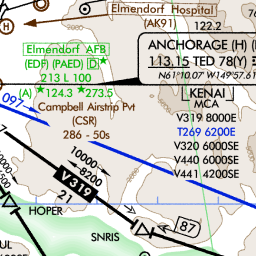 Elmendorf Hospital
(AK91)
122.2
H
Elmendorf AFB
(EDF) (PAED) D
213 L 100
(A) ★124.3 ★273.5
ANCHORAGE (H) (
113.15 TED 78(Y)
N61°10.07' W149°57.61
Campbell Airstrip Pvt
(CSR)
286 - 50s
097
KENAI
MCA
V319 8000E
T269 6200E
V320 6000SE
V440 6000SE
V441 4200SE
10000
8200
V319
21
HOPER
87
SNRIS
UL